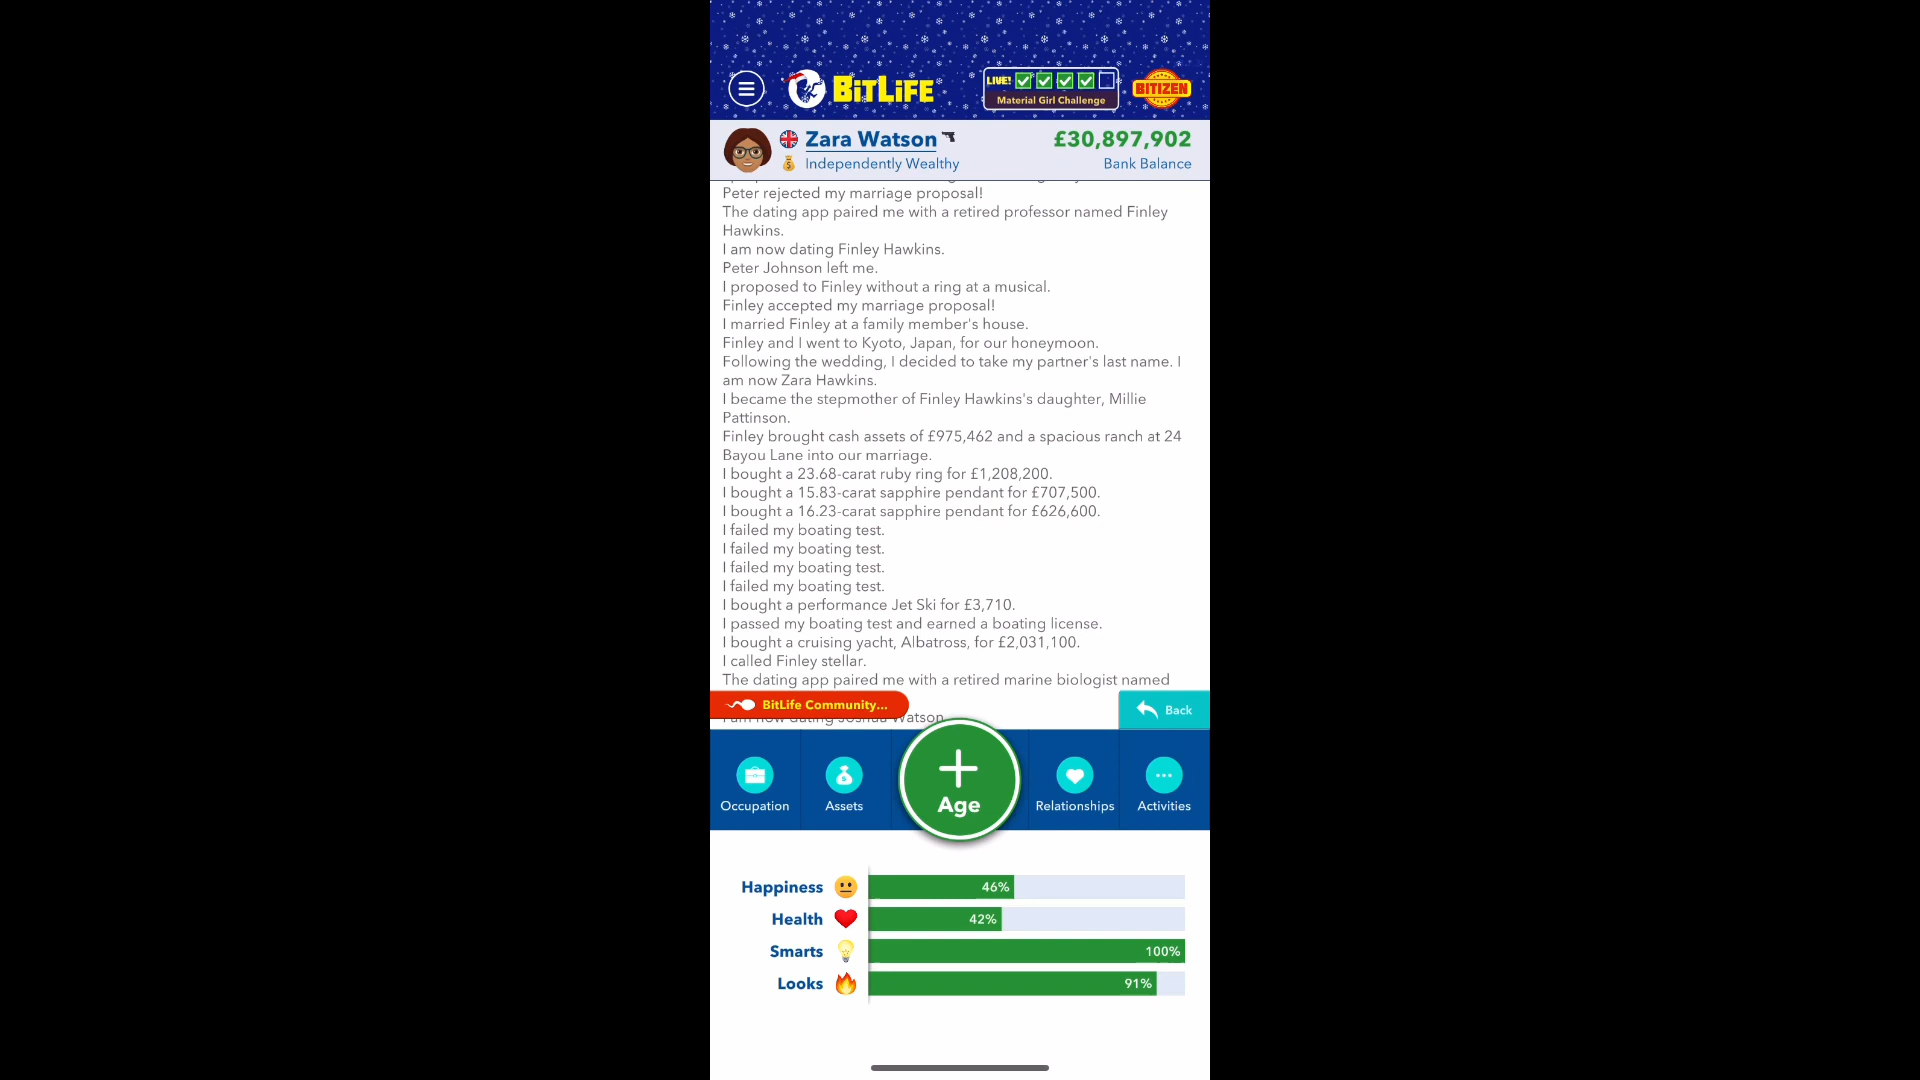 BitLife
LIVE!
Material Girl Challenge
BITIZEN
Zara Watson
£30,897,902
Independently Wealthy
Bank Balance
Peter rejected my marriage proposal!
The dating app paired me with a retired professor named Finley
Hawkins.
I am now dating Finley Hawkins.
Peter Johnson left me.
I proposed to Finley without a ring at a musical.
Finley accepted my marriage proposal!
I married Finley at a family member's house.
Finley and I went to Kyoto, Japan, for our honeymoon.
Following the wedding, I decided to take my partner's last name. I
am now Zara Hawkins.
I became the stepmother of Finley Hawkins's daughter, Millie
Pattinson.
Finley brought cash assets of £975,462 and a spacious ranch at 24
Bayou Lane into our marriage.
I bought a 23.68-carat ruby ring for £1,208,200.
I bought a 15.83-carat sapphire pendant for £707,500.
I bought a 16.23-carat sapphire pendant for £626,600.
I failed my boating test.
I failed my boating test.
I failed my boating test.
I failed my boating test.
I bought a performance Jet Ski for £3,710.
I passed my boating test and earned a boating license.
I bought a cruising yacht, Albatross, for £2,031,100.
I called Finley stellar.
The dating app paired me with a retired marine biologist named
BitLife Community...
Back
I am now dating Joshua Watson
Occupation
Assets
Age
Relationships
Activities
Happiness
46%
Health
42%
Smarts
100%
Looks
91%